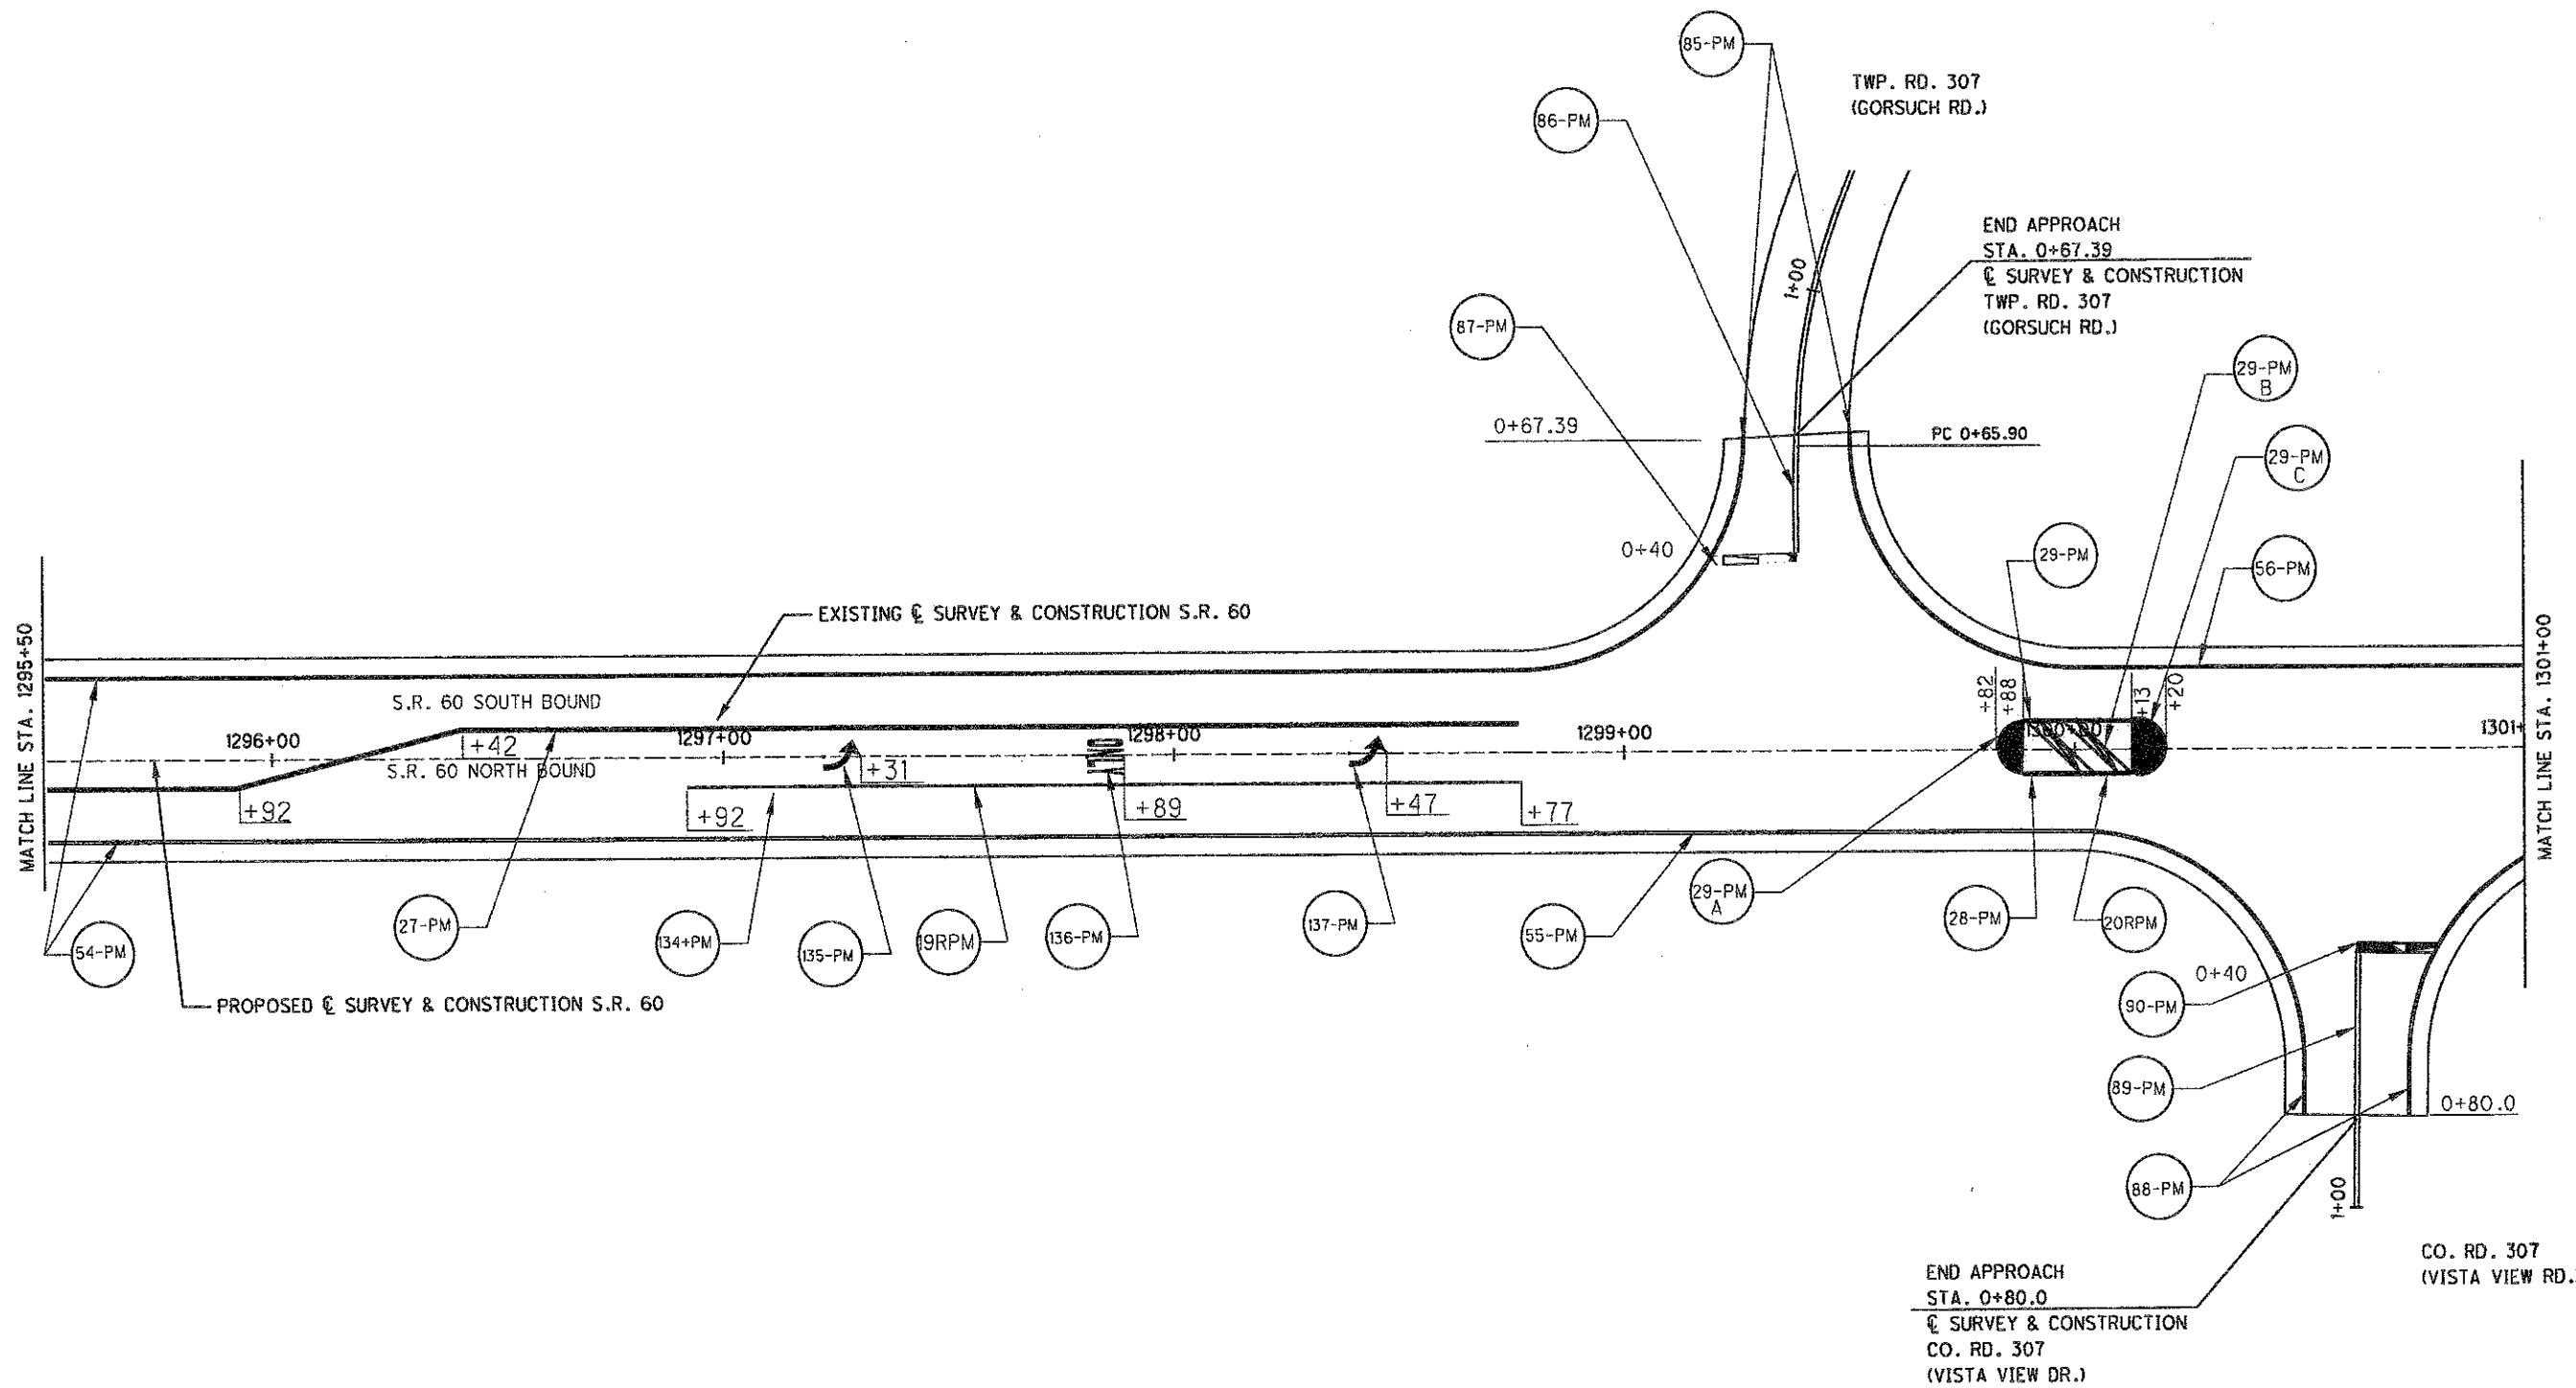 85-PM
TWP. RD. 307
(GORSUCH RD.)
86-PM
END APPROACH
STA. 0+67.39
℄ SURVEY & CONSTRUCTION
TWP. RD. 307
(GORSUCH RD.)
1+00
87-PM
29-PM
B
0+67.39
PC 0+65.90
29-PM
C
0+40
29-PM
56-PM
EXISTING ℄ SURVEY & CONSTRUCTION S.R. 60
MATCH LINE STA. 1295+50
MATCH LINE STA. 1301+00
S.R. 60 SOUTH BOUND
+82
+88
+13
+20
1296+00
+42
1297+00
1298+00
1299+00
1300+00
1301+
S.R. 60 NORTH BOUND
+31
ONLY
+92
+92
+89
+47
+77
54-PM
27-PM
134+PM
135-PM
19RPM
136-PM
137-PM
55-PM
29-PM
A
28-PM
20RPM
PROPOSED ℄ SURVEY & CONSTRUCTION S.R. 60
0+40
90-PM
89-PM
0+80.0
88-PM
1+00
CO. RD. 307
(VISTA VIEW RD.
END APPROACH
STA. 0+80.0
℄ SURVEY & CONSTRUCTION
CO. RD. 307
(VISTA VIEW DR.)